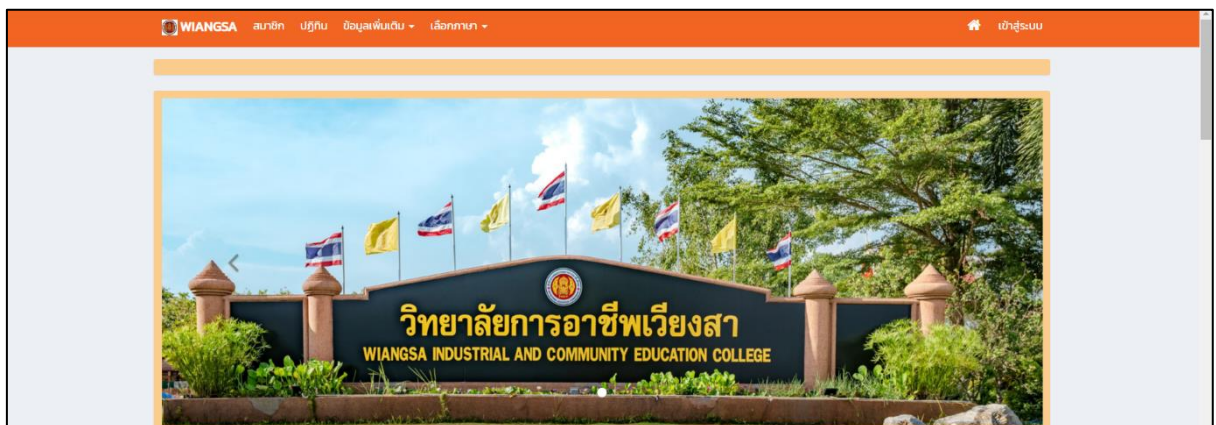 WIANGSA สมาชิก ปฏิทิน ข้อมูลเพิ่มเติม เลือกภาษา เข้าสู่ระบบ
วิทยาลัยการอาชีพเวียงสา
WIANGSA INDUSTRIAL AND COMMUNITY EDUCATION COLLEGE